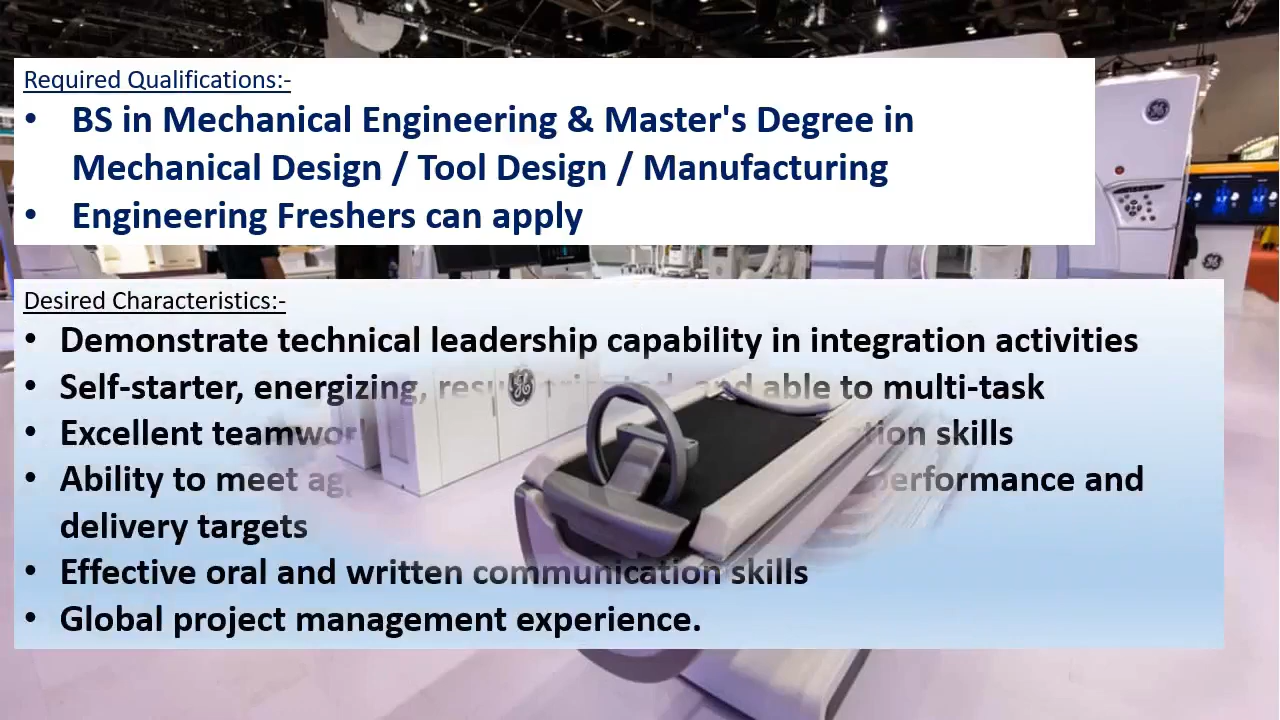 Required Qualifications:-
• BS in Mechanical Engineering & Master's Degree in
Mechanical Design / Tool Design / Manufacturing
• Engineering Freshers can apply
Desired Characteristics:-
• Demonstrate technical leadership capability in integration activities
• Self-starter, energizing, and able to multi-task
• Excellent skills
• Ability to meet performance and
delivery targets
• Effective oral and written communication skills
• Global project management experience.